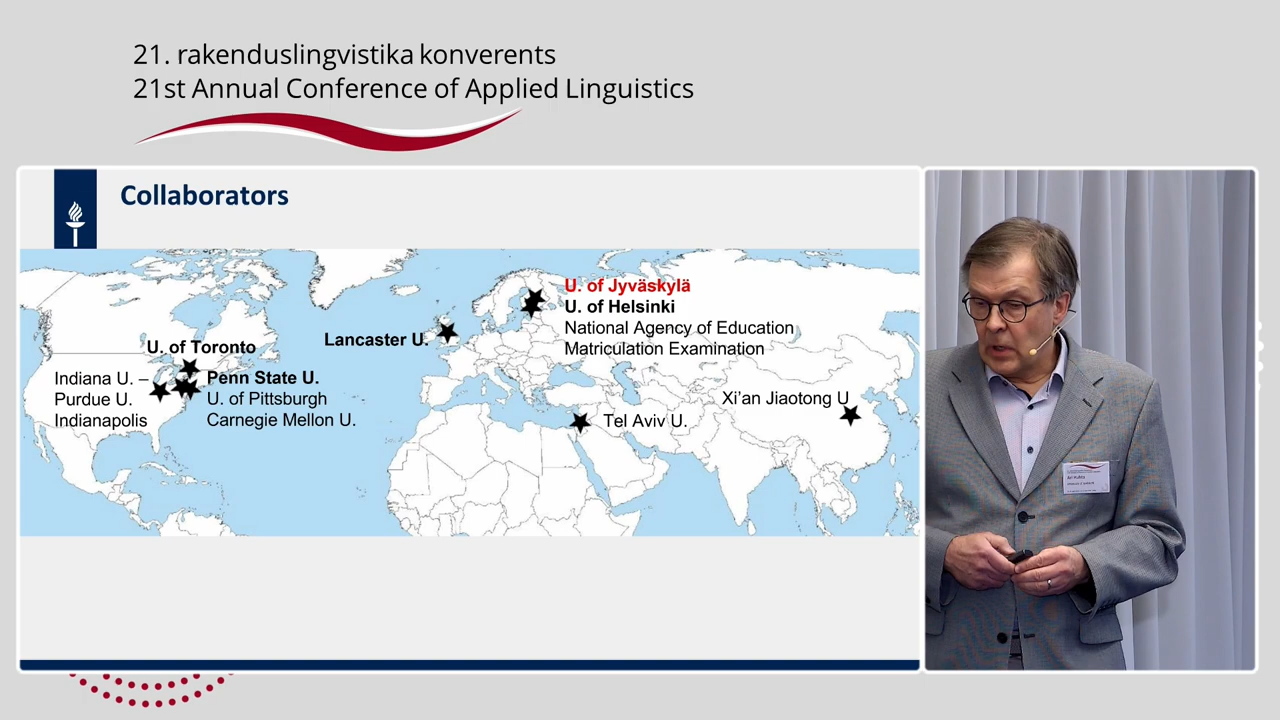 21. rakenduslingvistika konverents
21st Annual Conference of Applied Linguistics
Collaborators
U. of Jyväskylä
U. of Helsinki
National Agency of Education
Matriculation Examination
Lancaster U.
U. of Toronto
Indiana U. –
Purdue U.
Indianapolis
Penn State U.
U. of Pittsburgh
Carnegie Mellon U.
Xi'an Jiaotong U
Tel Aviv U.